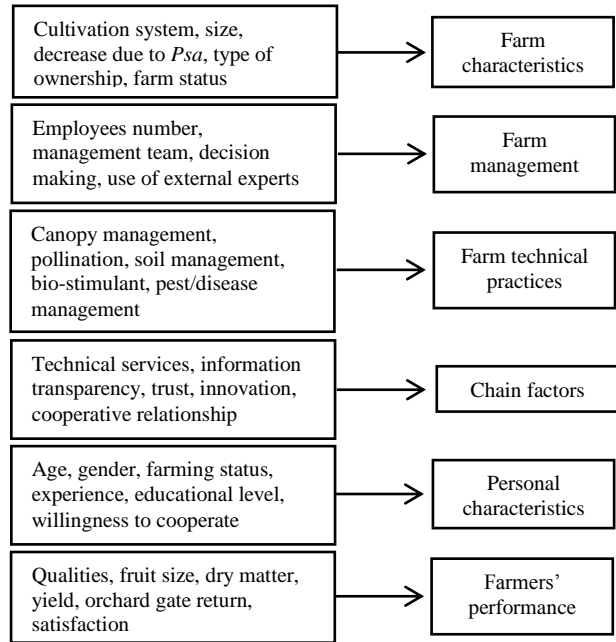 Cultivation system, size,
decrease due to Psa, type of
ownership, farm status
Farm
characteristics
Employees number,
management team, decision
making, use of external experts
Farm
management
Canopy management,
pollination, soil management,
bio-stimulant, pest/disease
management
Farm technical
practices
Technical services, information
transparency, trust, innovation,
cooperative relationship
Chain factors
Age, gender, farming status,
experience, educational level,
willingness to cooperate
Personal
characteristics
Qualities, fruit size, dry matter,
yield, orchard gate return,
satisfaction
Farmers’
performance